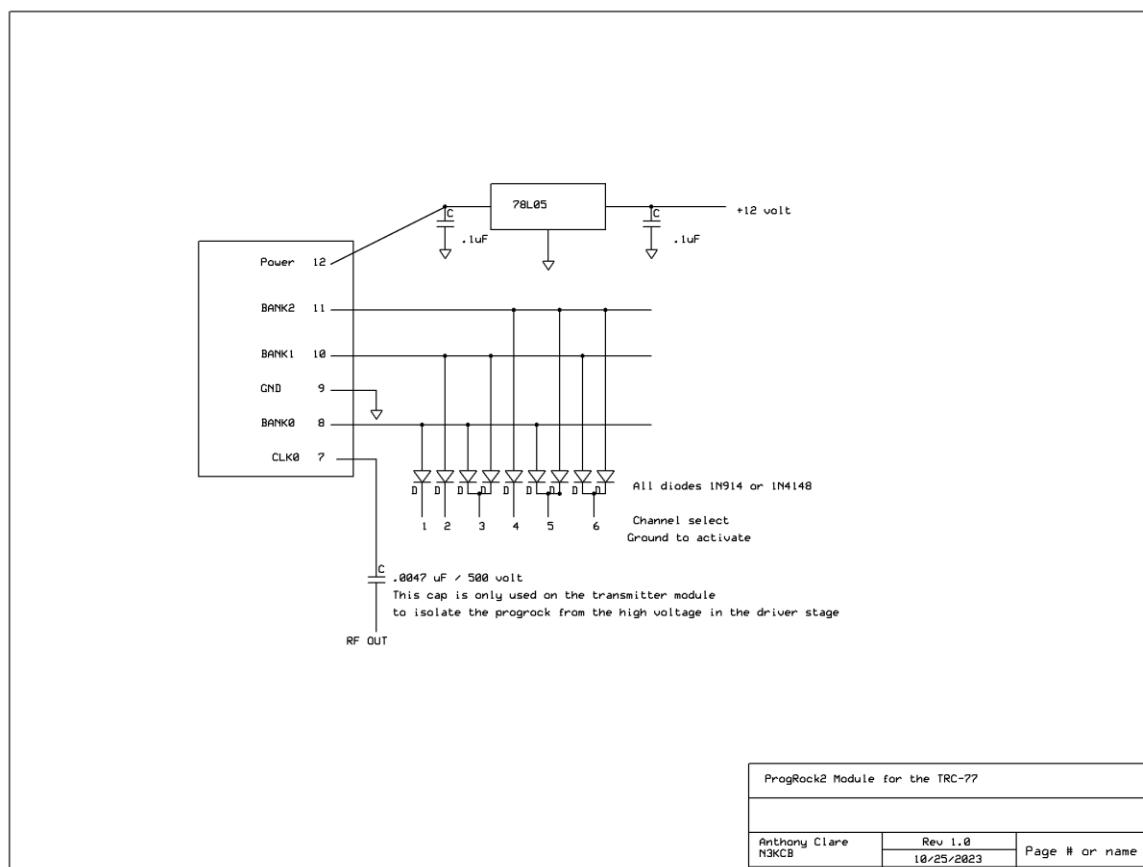 78L05
C
C
+12 volt
.1uF
.1uF
Power 12
BANK2 11
BANK1 10
GND 9
BANK0 8
CLK0 7
D D D D D D D D D
All diodes 1N914 or 1N4148
1 2 3 4 5 6
Channel select
Ground to activate
C
.0047 uF / 500 volt
This cap is only used on the transmitter module
to isolate the progrock from the high voltage in the driver stage
RF OUT
ProgRock2 Module for the TRC-77
Anthony Clare
N3KCB
Rev 1.0
10/25/2023
Page # or name